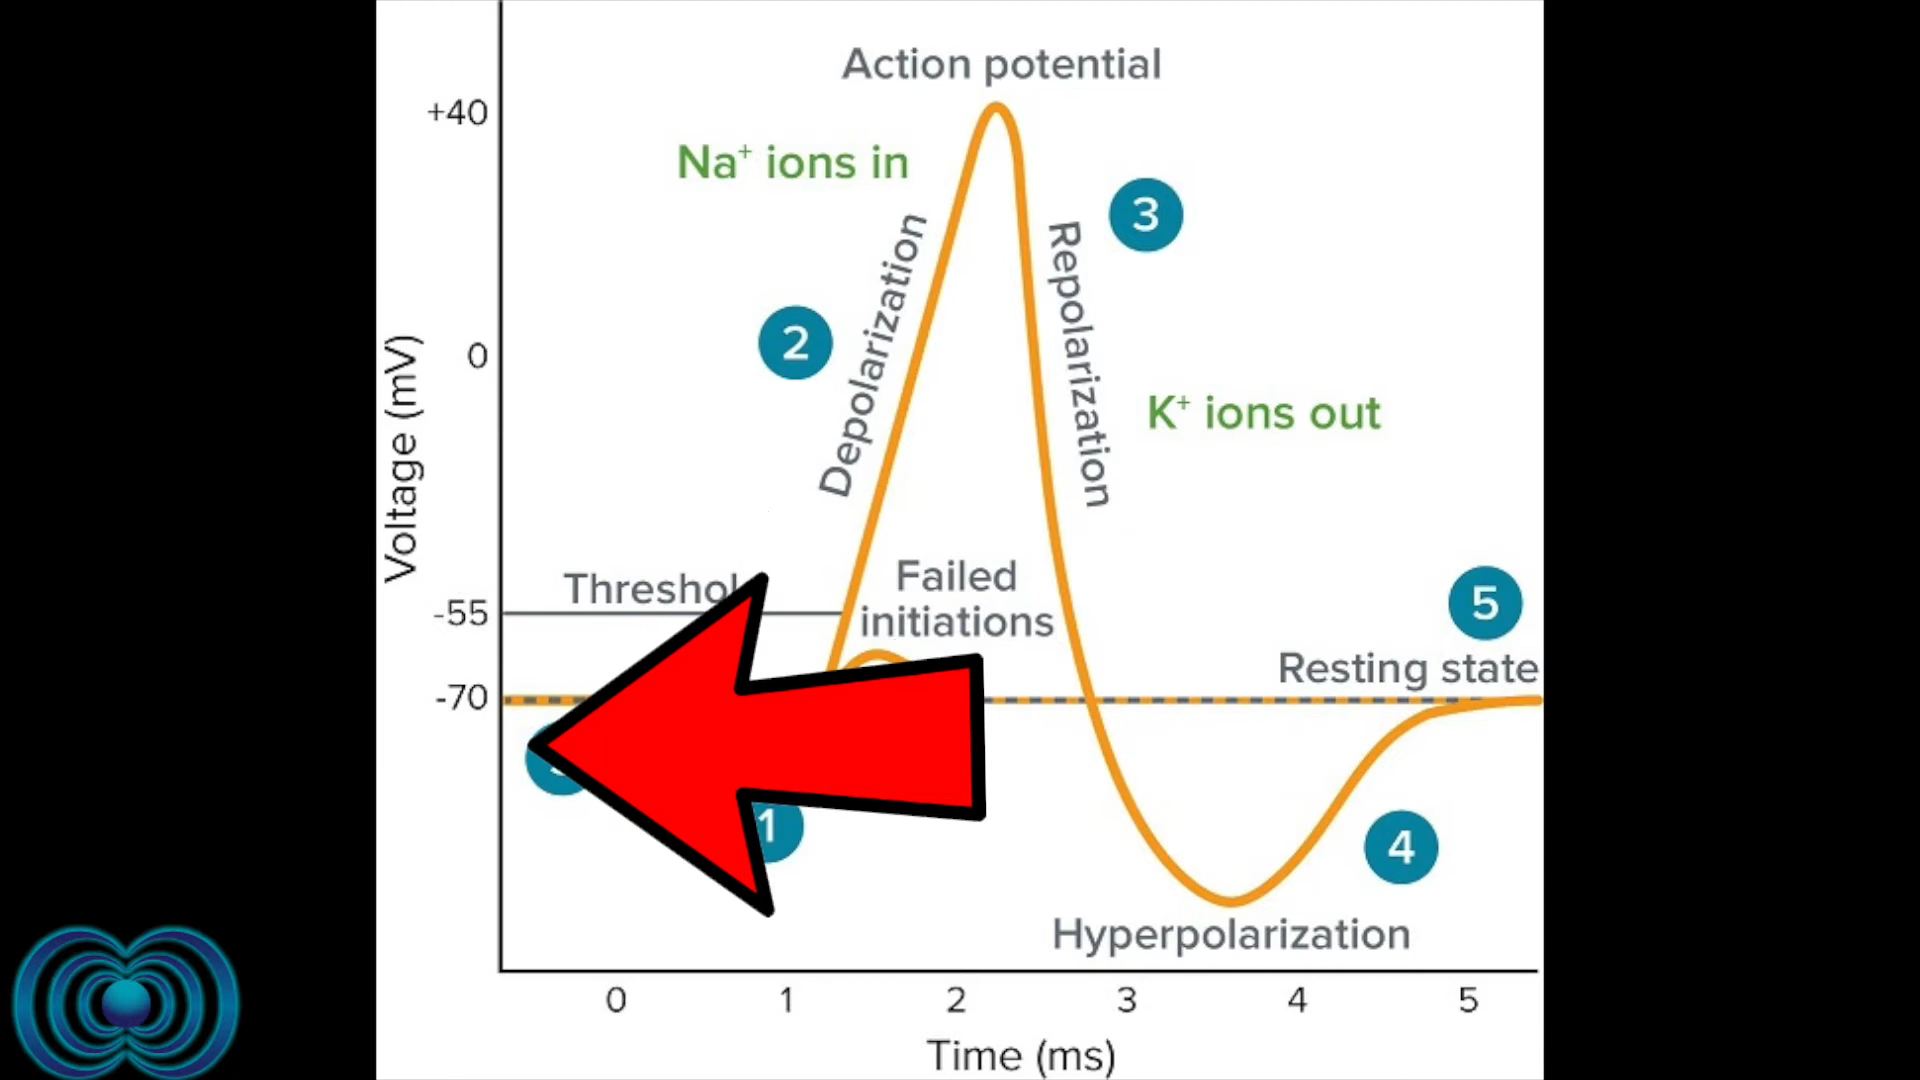 Action potential
+40
Na⁺ ions in
3
Depolarization
Repolarization
2
0
K⁺ ions out
Voltage (mV)
Failed
initiations
5
-55
Resting state
-70
1
4
Hyperpolarization
0 1 2 3 4 5
Time (ms)